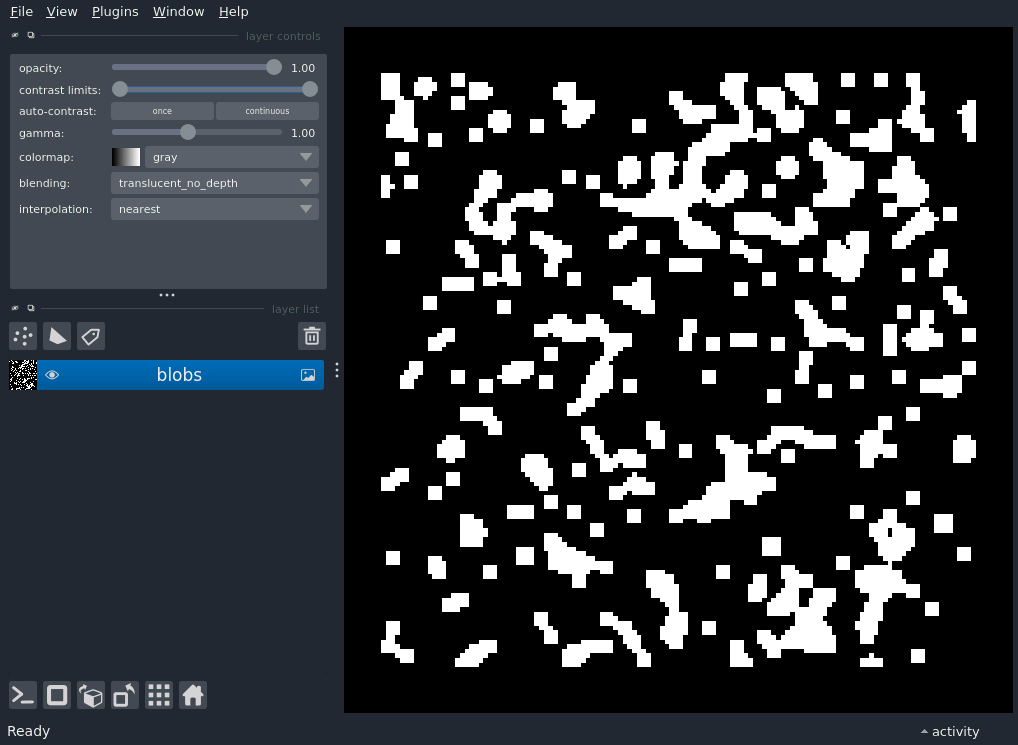 File View Plugins Window Help
layer controls
opacity: 1.00
contrast limits:
auto-contrast: once continuous
gamma: 1.00
colormap: gray
blending: translucent_no_depth
interpolation: nearest
layer list
blobs
Ready
activity